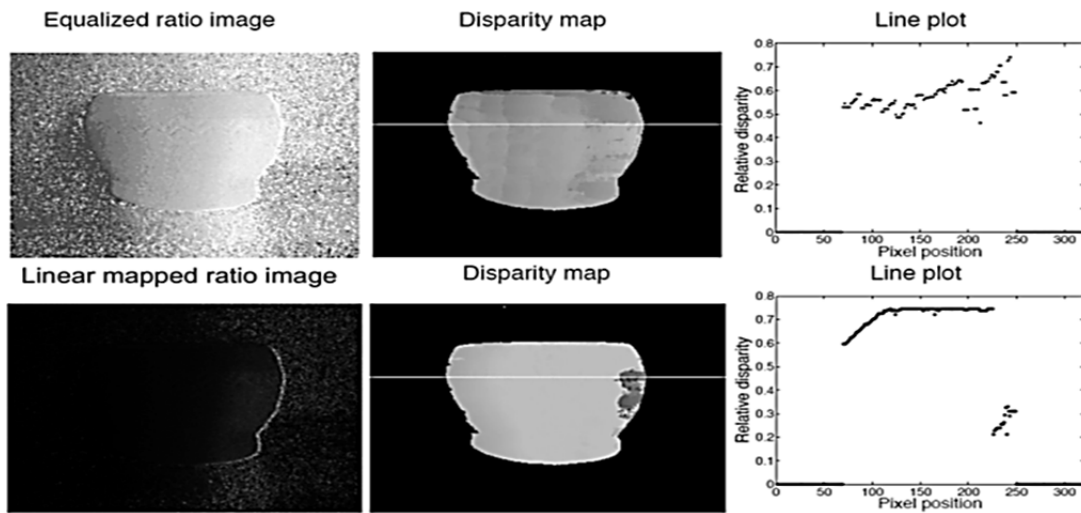 Equalized ratio image
Disparity map
Line plot
0.8
0.7
0.6
0.5
0.4
0.3
0.2
0.1
0
Relative disparity
0 50 100 150 200 250 300
Pixel position
Linear mapped ratio image
Disparity map
Line plot
0.8
0.7
0.6
0.5
0.4
0.3
0.2
0.1
0
Relative disparity
0 50 100 150 200 250 300
Pixel position